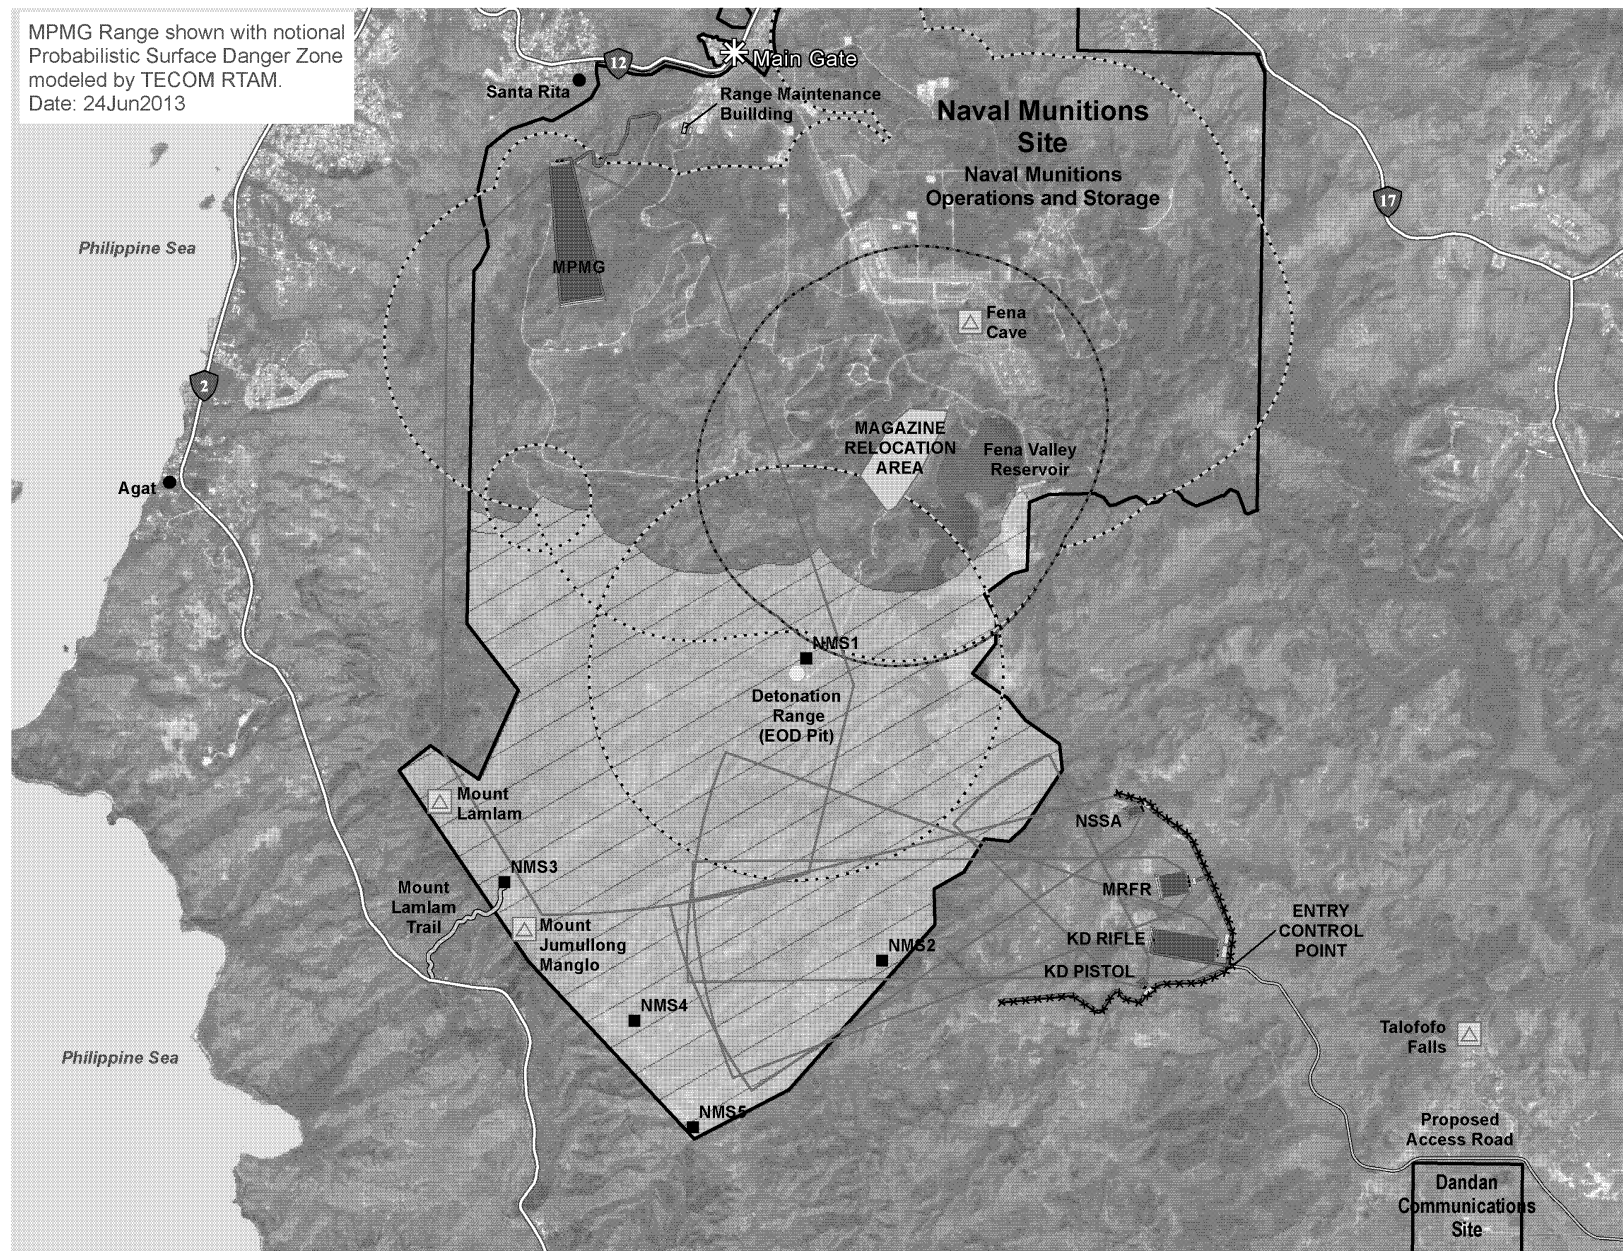 MPMG Range shown with notional
Probabilistic Surface Danger Zone
modeled by TECOM RTAM.
Date: 24Jun2013
12
Main Gate
Santa Rita
Range Maintenance
Buillding
Naval Munitions
Site
Naval Munitions
Operations and Storage
17
Philippine Sea
MPMG
Fena
Cave
2
MAGAZINE
RELOCATION
AREA
Fena Valley
Reservoir
Agat
NMS1
Detonation
Range
(EOD Pit)
Mount
Lamlam
NSSA
NMS3
Mount
Lamlam
Trail
MRFR
ENTRY
CONTROL
POINT
Mount
Jumullong
Manglo
KD RIFLE
NMS2
KD PISTOL
NMS4
Talofofo
Falls
Philippine Sea
NMS5
Proposed
Access Road
Dandan
Communications
Site